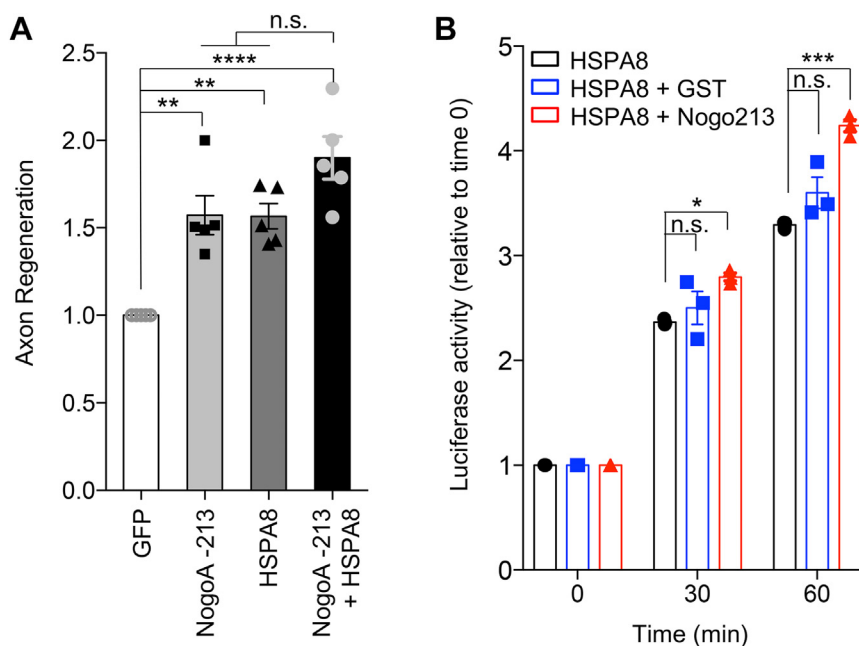 A
n.s.
****
**
**
Axon Regeneration
2.5
2.0
1.5
1.0
0.5
0.0
GFP
NogoA -213
HSPA8
NogoA -213
+ HSPA8
B
HSPA8
HSPA8 + GST
HSPA8 + Nogo213
***
n.s.
*
n.s.
Luciferase activity (relative to time 0)
5
4
3
2
1
0
0
30
60
Time (min)